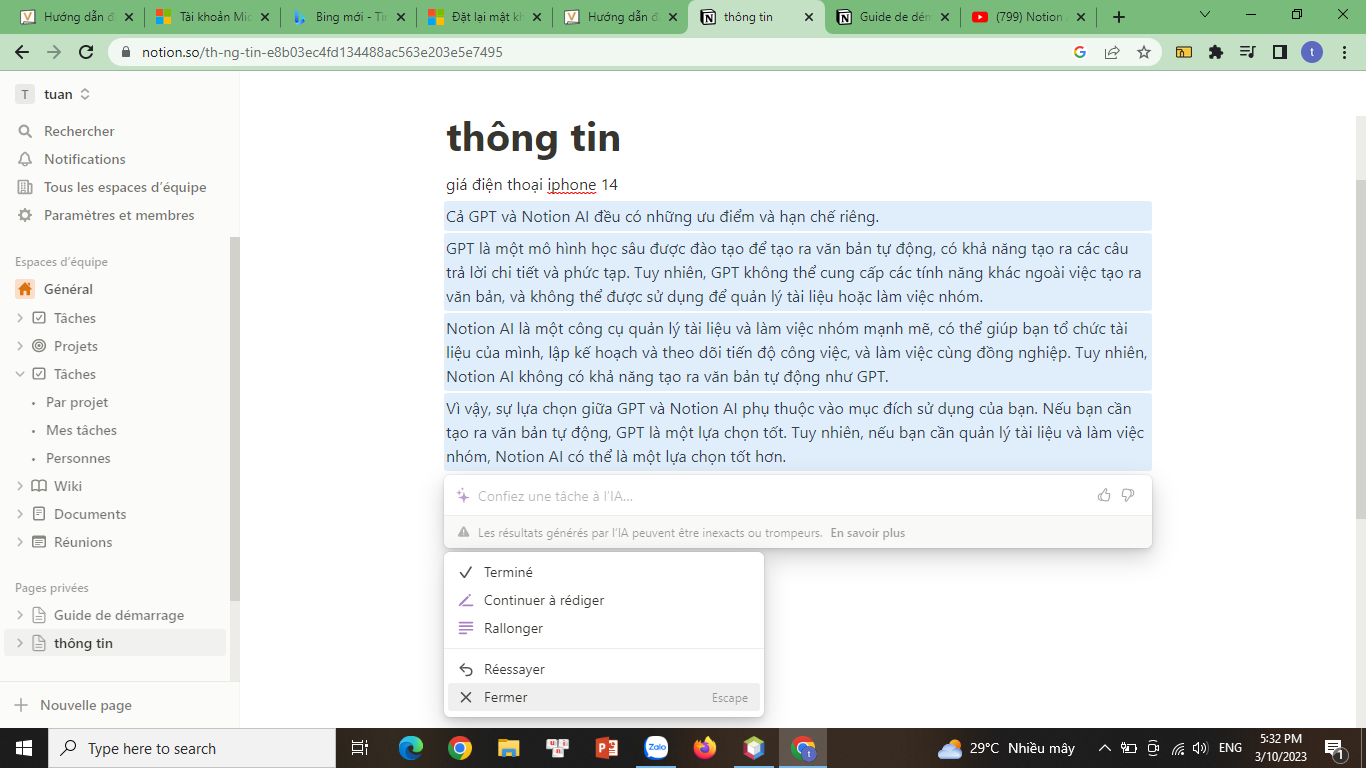 Hướng dẫn đ
Tài khoản Mic
Bing mới - Tìn
Đặt lại mật kh
Hướng dẫn đ
thông tin
Guide de dém
(799) Notion
notion.so/th-ng-tin-e8b03ec4fd134488ac563e203e5e7495
t
T tuan
Rechercher
Notifications
Tous les espaces d’équipe
Paramètres et membres
Espaces d’équipe
Général
Tâches
Projets
Tâches
Par projet
Mes tâches
Personnes
Wiki
Documents
Réunions
Pages privées
Guide de démarrage
thông tin
Nouvelle page
thông tin
giá điện thoại iphone 14
Cả GPT và Notion AI đều có những ưu điểm và hạn chế riêng.
GPT là một mô hình học sâu được đào tạo để tạo ra văn bản tự động, có khả năng tạo ra các câu
trả lời chi tiết và phức tạp. Tuy nhiên, GPT không thể cung cấp các tính năng khác ngoài việc tạo ra
văn bản, và không thể được sử dụng để quản lý tài liệu hoặc làm việc nhóm.
Notion AI là một công cụ quản lý tài liệu và làm việc nhóm mạnh mẽ, có thể giúp bạn tổ chức tài
liệu của mình, lập kế hoạch và theo dõi tiến độ công việc, và làm việc cùng đồng nghiệp. Tuy nhiên,
Notion AI không có khả năng tạo ra văn bản tự động như GPT.
Vì vậy, sự lựa chọn giữa GPT và Notion AI phụ thuộc vào mục đích sử dụng của bạn. Nếu bạn cần
tạo ra văn bản tự động, GPT là một lựa chọn tốt. Tuy nhiên, nếu bạn cần quản lý tài liệu và làm việc
nhóm, Notion AI có thể là một lựa chọn tốt hơn.
Confiez une tâche à l’IA...
Les résultats générés par l’IA peuvent être inexacts ou trompeurs. En savoir plus
Terminé
Continuer à rédiger
Rallonger
Réessayer
Fermer Escape
Type here to search
Zalo
29°C Nhiều mây
ENG
5:32 PM
3/10/2023
1